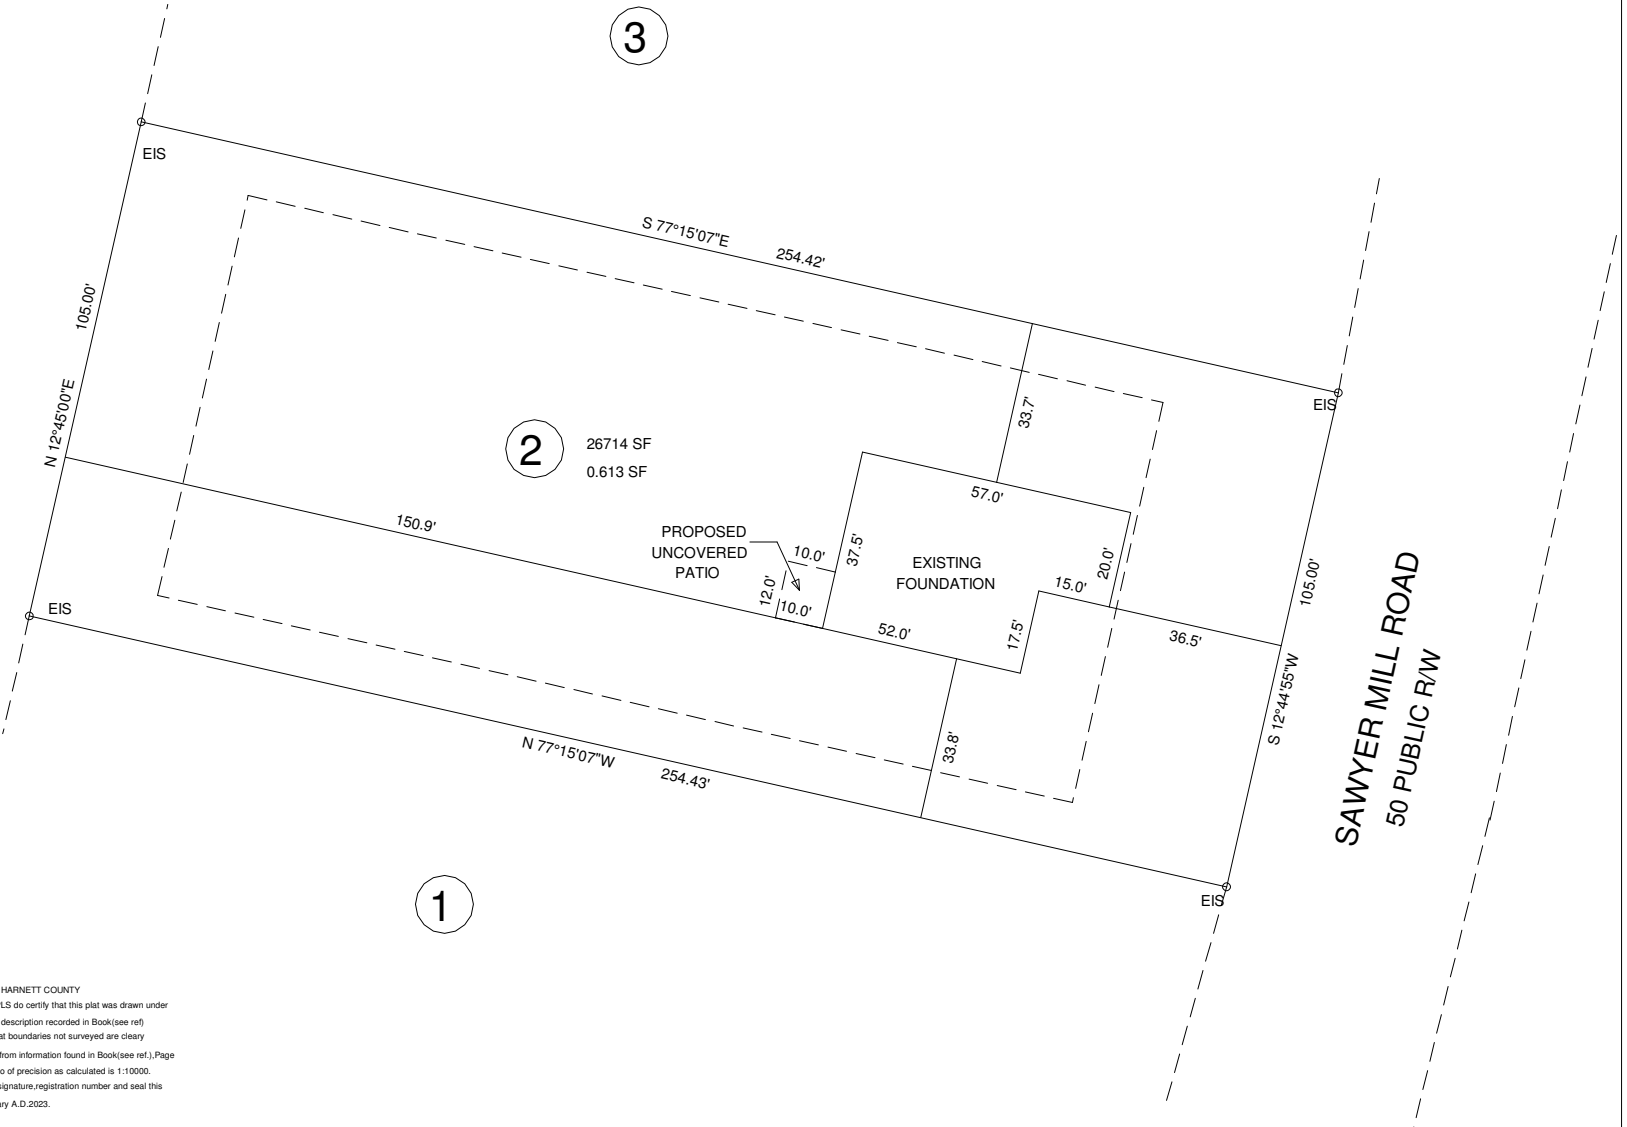 3
EIS
S 77°15'07"E
254.42'
105.00'
N 12°45'00"E
33.7'
EIS
2
26714 SF
0.613 SF
57.0'
150.9'
PROPOSED
UNCOVERED
PATIO
10.0'
37.5'
EXISTING
FOUNDATION
20.0'
15.0'
12.0'
10.0'
52.0'
17.5'
36.5'
105.00'
S 12°44'55"W
SAWYER MILL ROAD
50 PUBLIC R/W
EIS
33.8'
N 77°15'07"W
254.43'
EIS
1
HARNETT COUNTY
LS do certify that this plat was drawn under
description recorded in Book(see ref)
at boundaries not surveyed are cleary
from information found in Book(see ref.),Page
o of precision as calculated is 1:10000.
signature,registration number and seal this
ary A.D.2023.